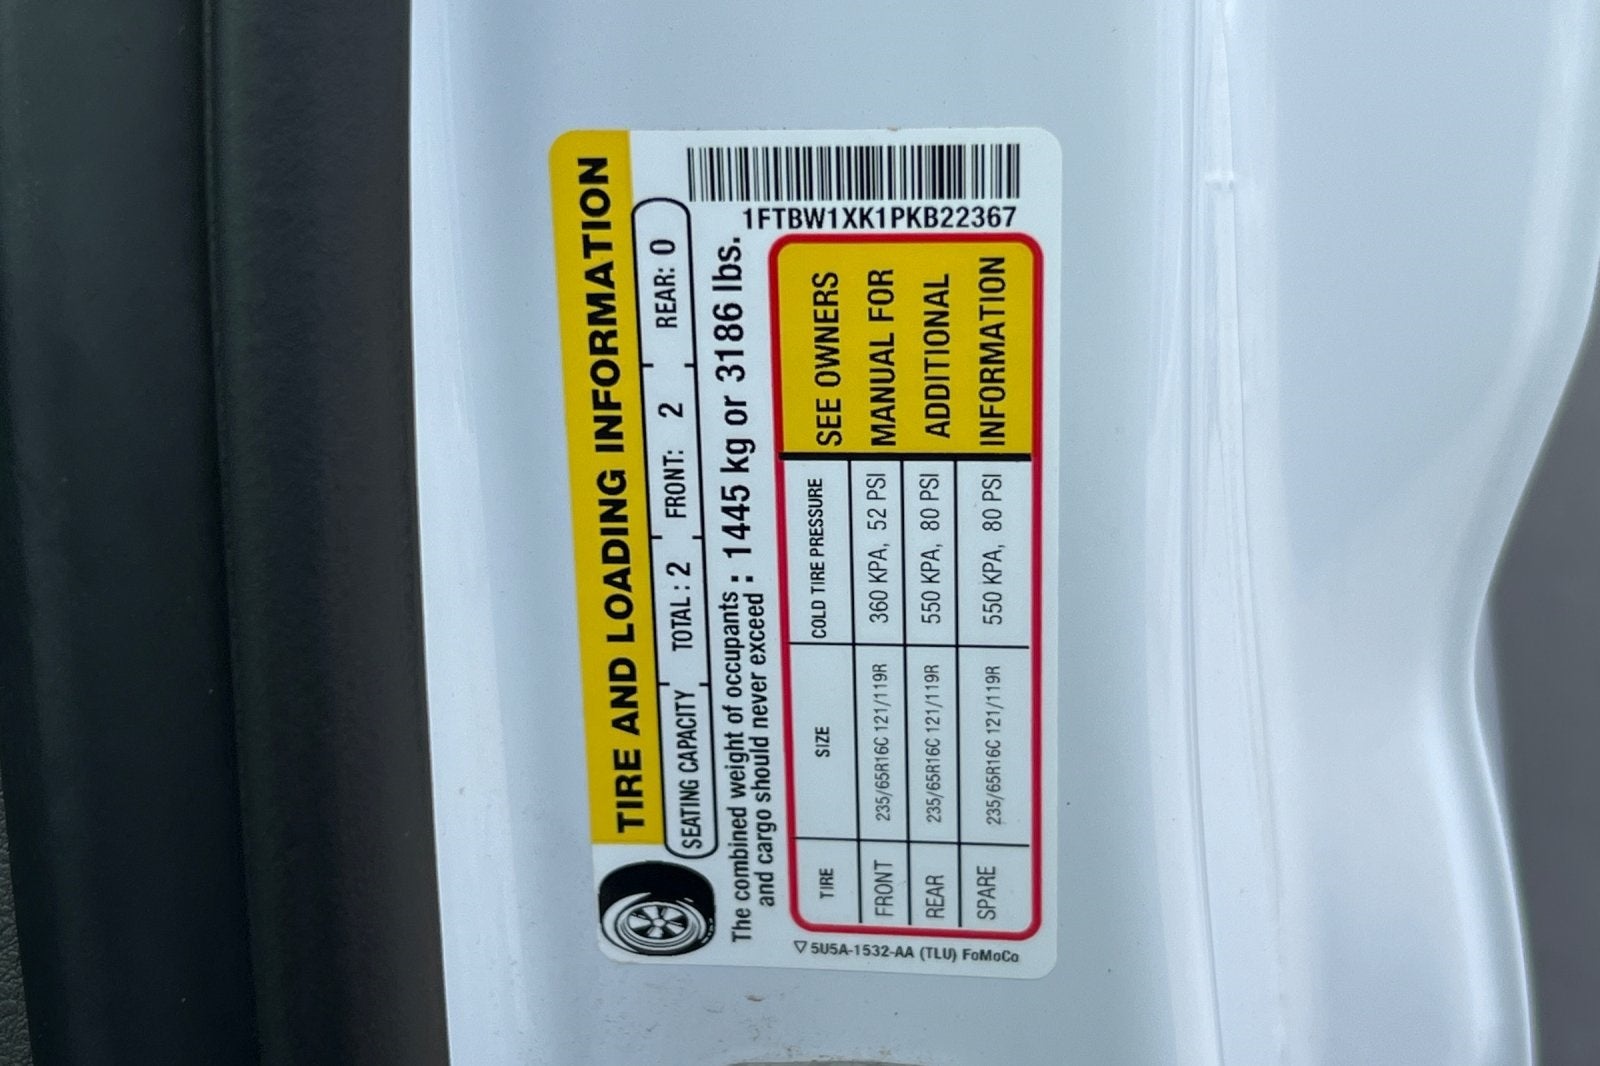 TIRE AND LOADING INFORMATION
SEATING CAPACITY TOTAL : 2 FRONT: 2 REAR: 0
The combined weight of occupants
and cargo should never exceed : 1445 kg or 3186 lbs.
1FTBW1XK1PKB22367
TIRE SIZE COLD TIRE PRESSURE
FRONT 235/65R16C 121/119R 360 KPA, 52 PSI
REAR 235/65R16C 121/119R 550 KPA, 80 PSI
SPARE 235/65R16C 121/119R 550 KPA, 80 PSI
SEE OWNERS
MANUAL FOR
ADDITIONAL
INFORMATION
5U5A-1532-AA (TLU) FoMoCo